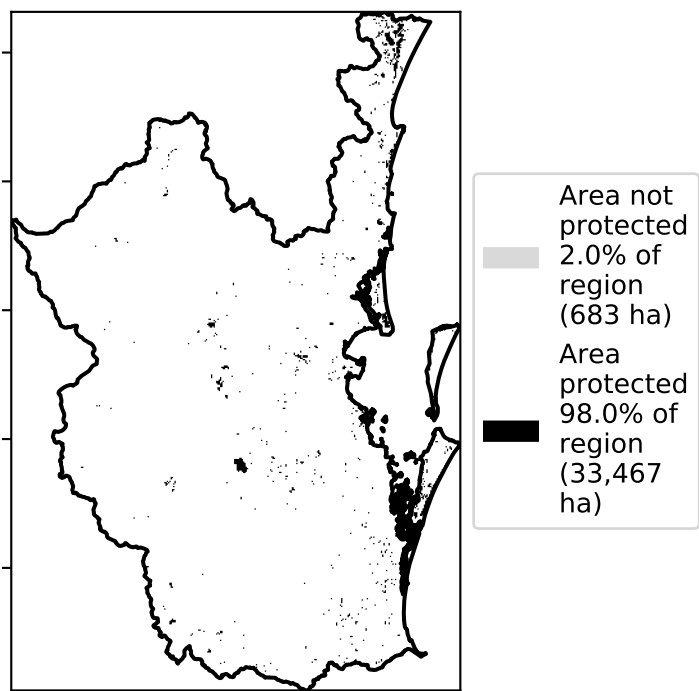 Area not
protected
2.0% of
region
(683 ha)
Area
protected
98.0% of
region
(33,467
ha)